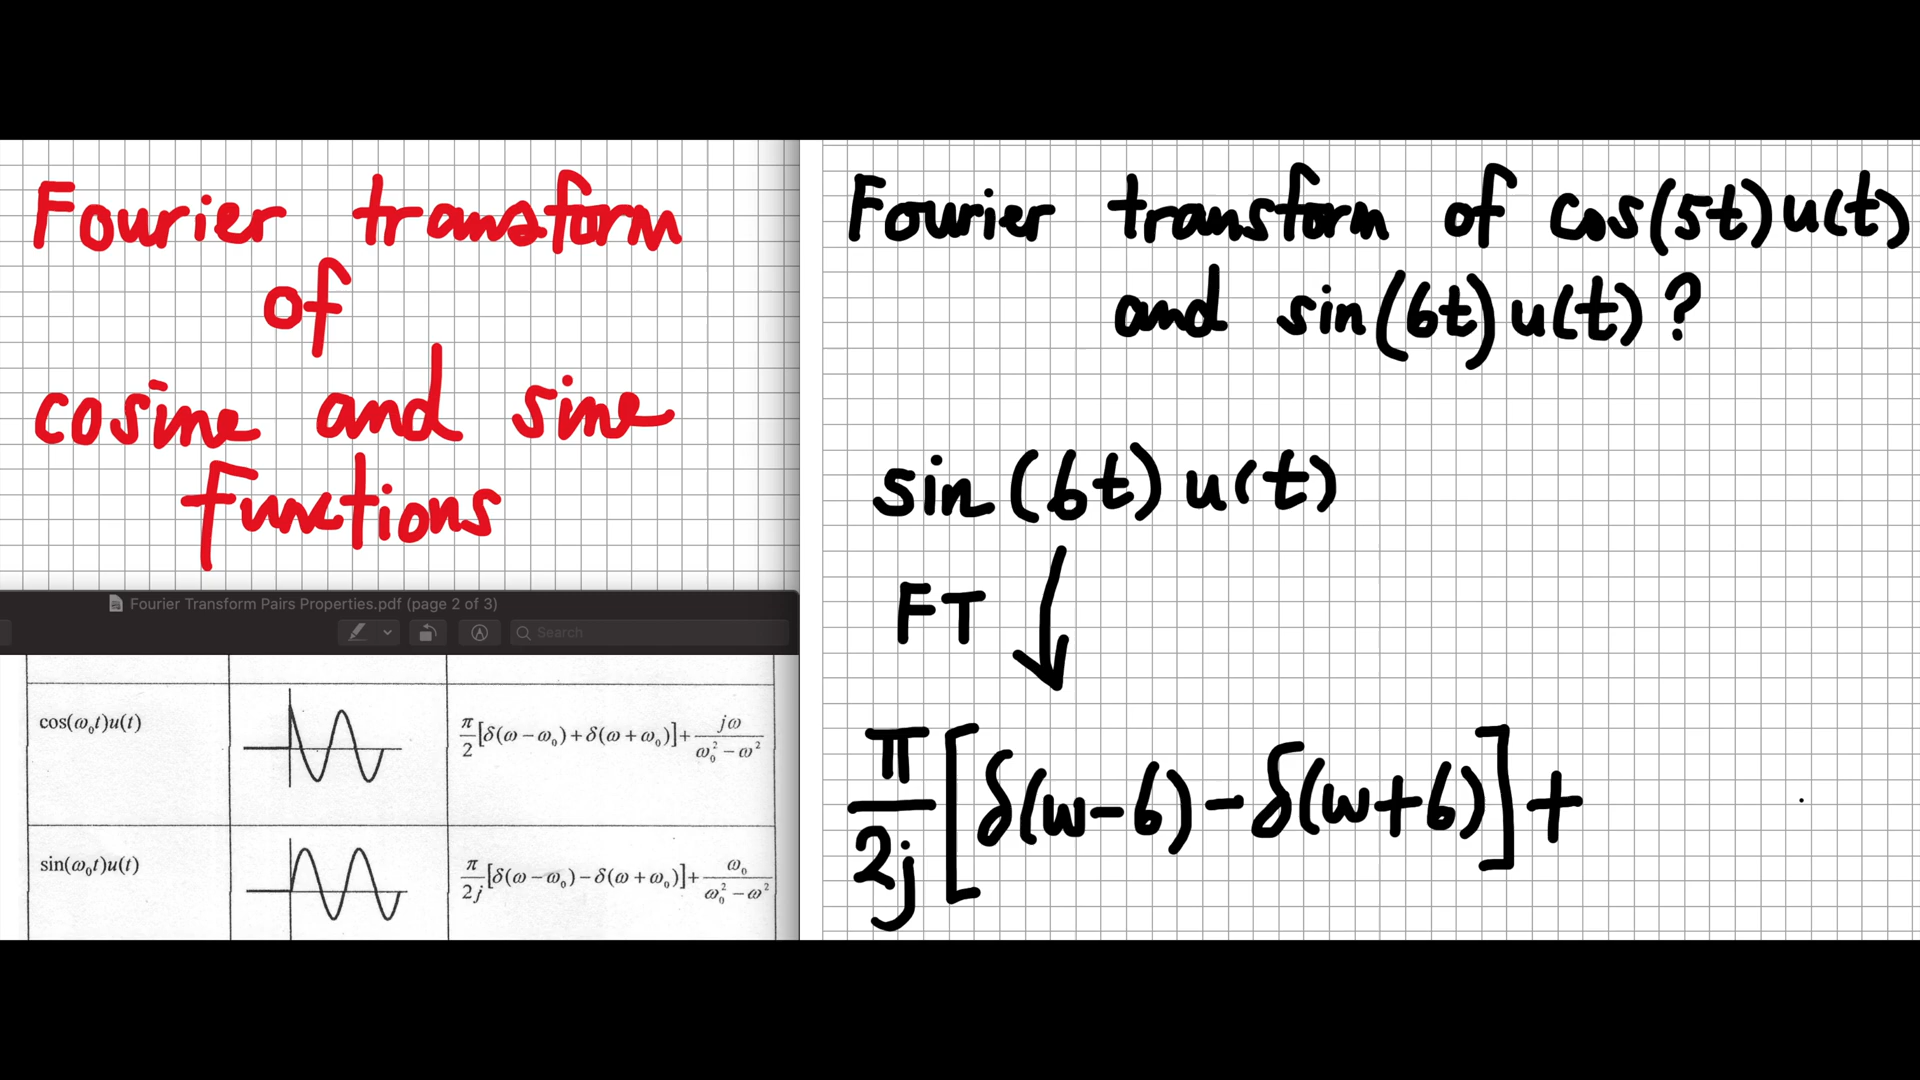 Fourier transform
of
cosine and sine
functions
Fourier Transform Pairs Properties.pdf (page 2 of 3)
Search
cos(ω₀t)u(t)
π/2[δ(ω−ω₀)+δ(ω+ω₀)]+jω/(ω₀²−ω²)
sin(ω₀t)u(t)
π/2j[δ(ω−ω₀)−δ(ω+ω₀)]+ω₀/(ω₀²−ω²)
Fourier transform of cos(5t)u(t)
and sin(6t)u(t)?
sin(6t)u(t)
FT
π/2j[δ(w−6)−δ(w+6)]+